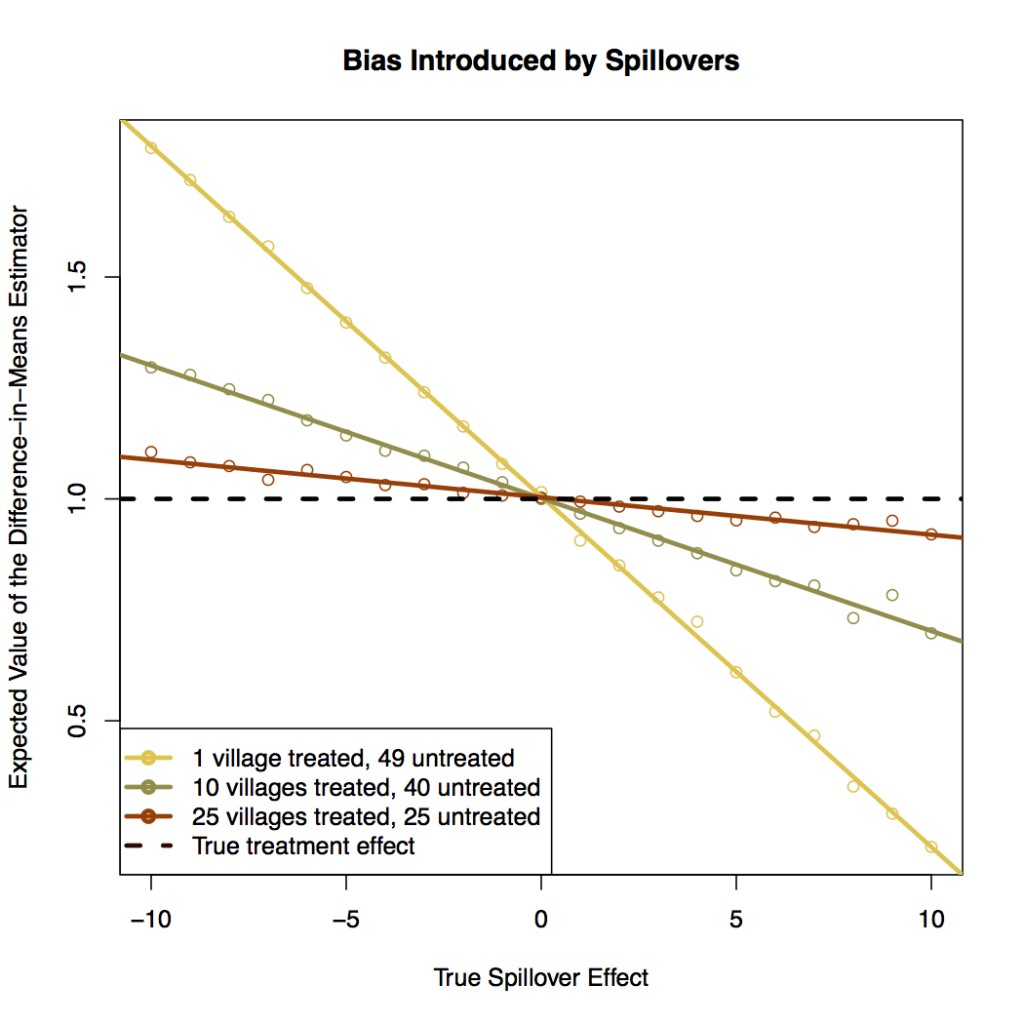 Bias Introduced by Spillovers
Expected Value of the Difference−in−Means Estimator
1.5
1.0
0.5
1 village treated, 49 untreated
10 villages treated, 40 untreated
25 villages treated, 25 untreated
True treatment effect
−10
−5
0
5
10
True Spillover Effect